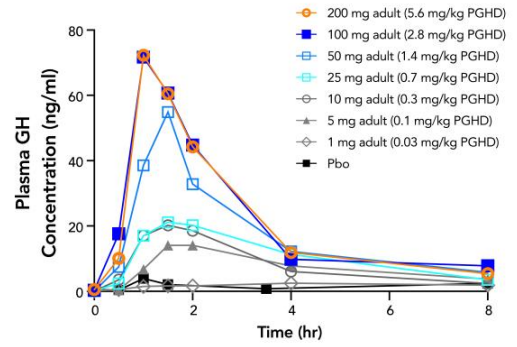 200 mg adult (5.6 mg/kg PGHD)
100 mg adult (2.8 mg/kg PGHD)
50 mg adult (1.4 mg/kg PGHD)
25 mg adult (0.7 mg/kg PGHD)
10 mg adult (0.3 mg/kg PGHD)
5 mg adult (0.1 mg/kg PGHD)
1 mg adult (0.03 mg/kg PGHD)
Pbo
Plasma GH
Concentration (ng/ml)
80
60
40
20
0
0
2
4
6
8
Time (hr)